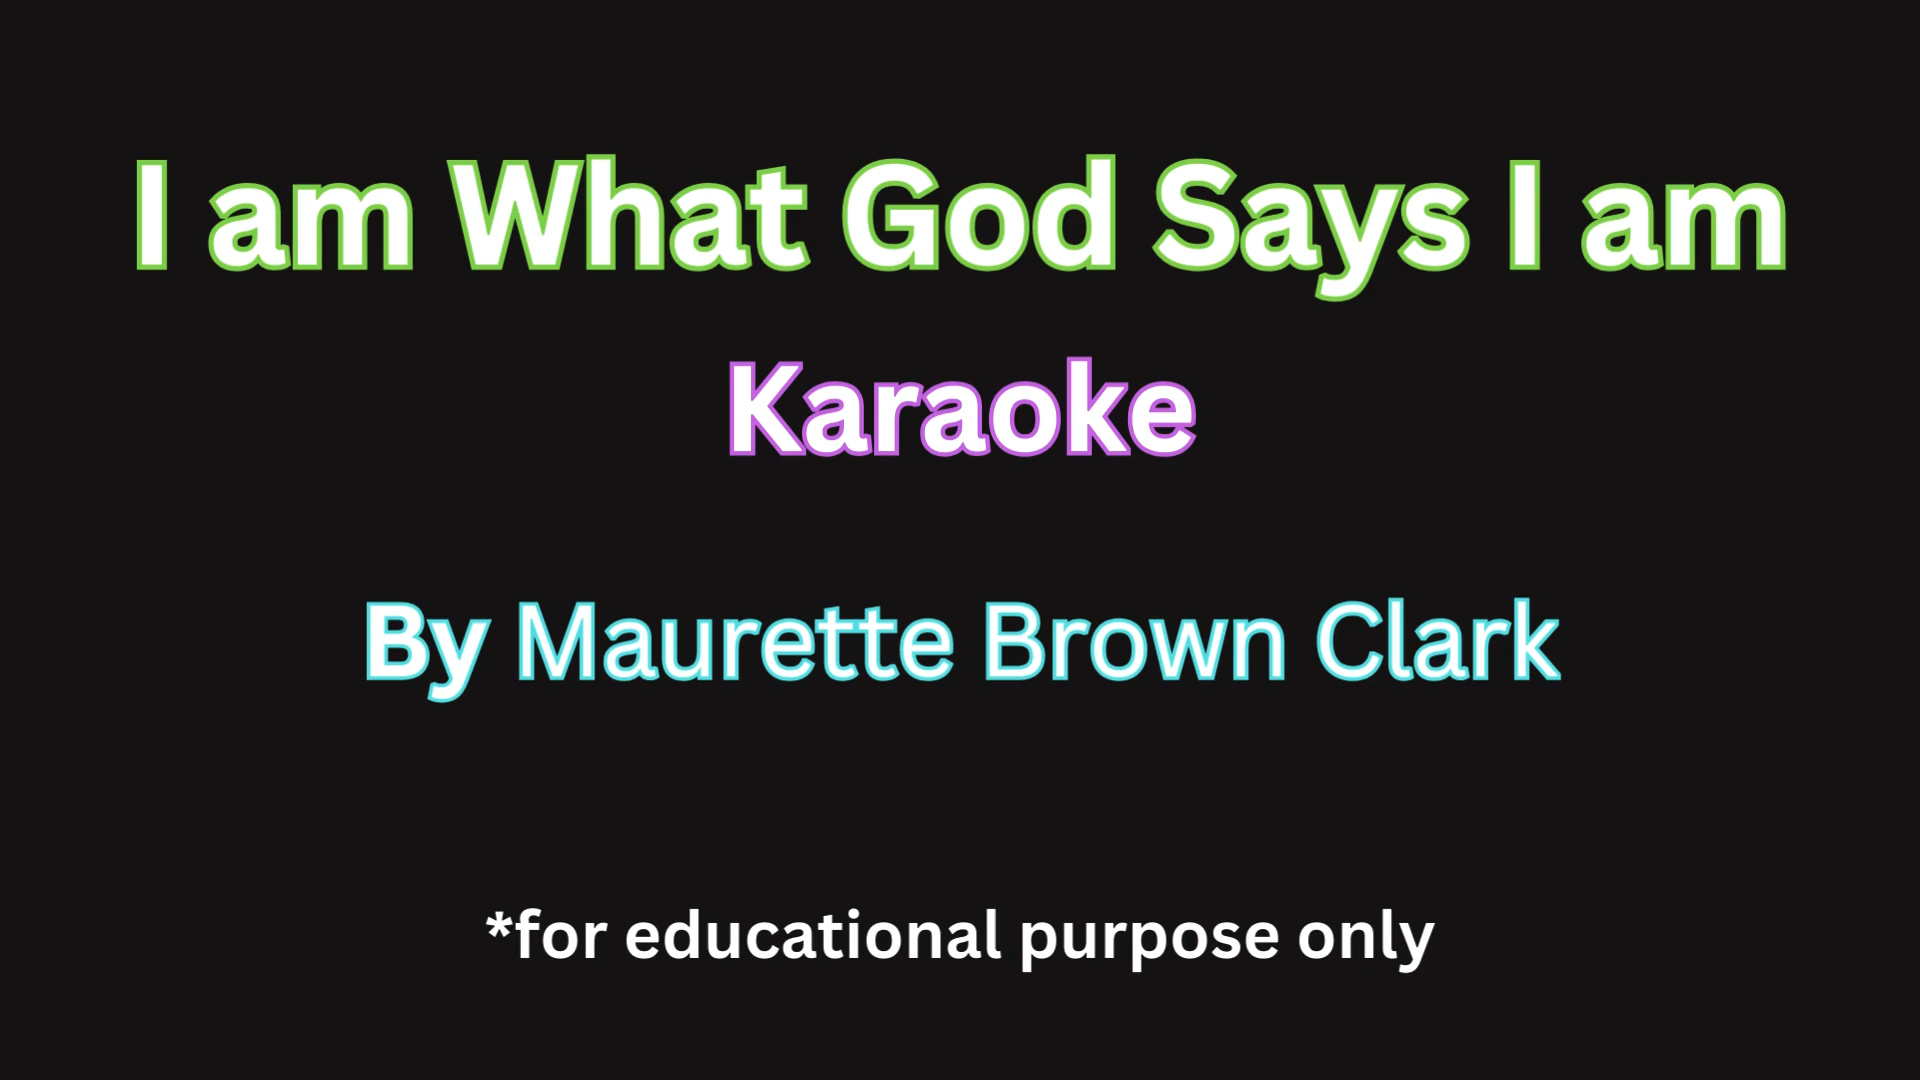 I am What God Says I am
Karaoke
By Maurette Brown Clark
*for educational purpose only